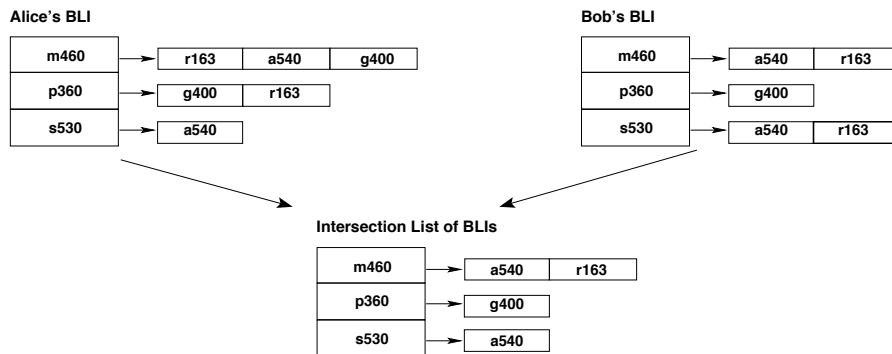 Alice's BLI
m460 r163 a540 g400
p360 g400 r163
s530 a540
Bob's BLI
m460 a540 r163
p360 g400
s530 a540 r163
Intersection List of BLIs
m460 a540 r163
p360 g400
s530 a540